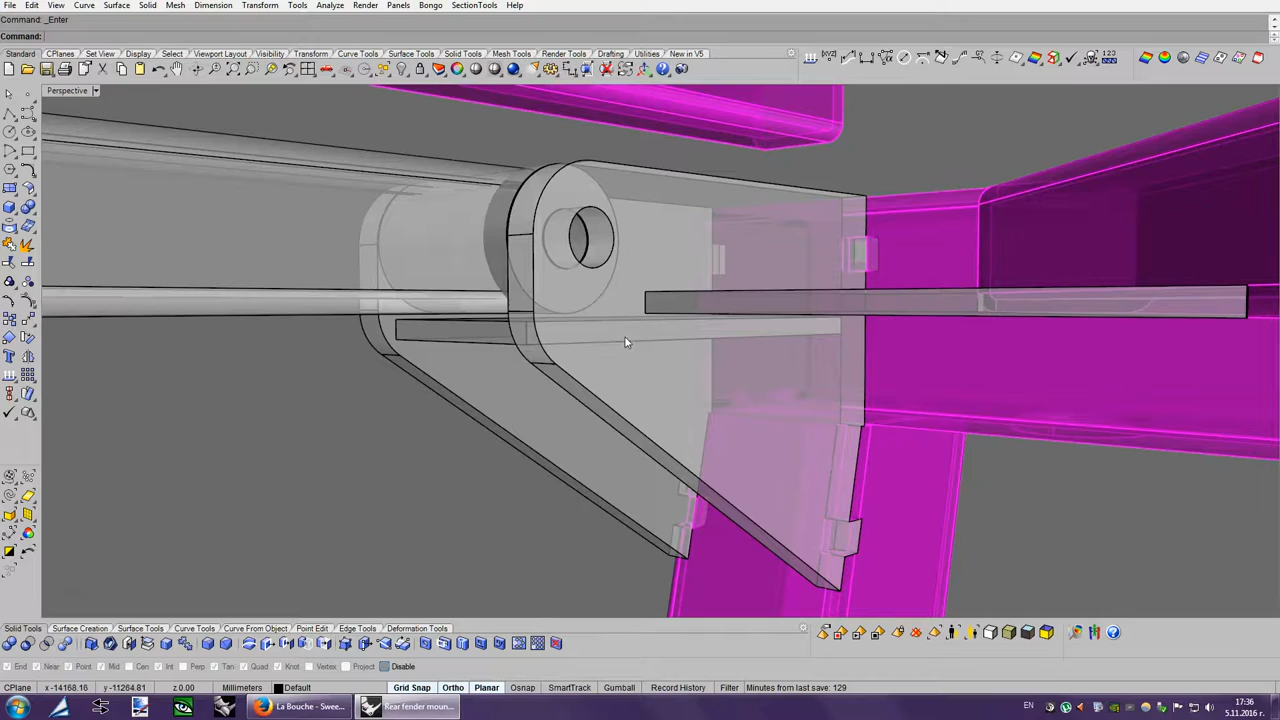 File Edit View Curve Surface Solid Mesh Dimension Transform Tools Analyze Render Panels Bongo SectionTools Help
Command: _Enter
Command:
Standard CPlanes Set View Display Select Viewport Layout Visibility Transform Curve Tools Surface Tools Solid Tools Mesh Tools Render Tools Drafting Utilises New in V5
Perspective
Solid Tools Surface Creation Surface Tools Curve Tools Curve From Object Point Edit Edge Tools Deformation Tools
End Near Point Mid Cen Int Perp Tan Quad Knot Vertex Project Disable
CPlane x -14168.16 y -11264.81 z 0.00 Millimeters Default Grid Snap Ortho Planar Osnap SmartTrack Gumball Record History Filter Minutes from last save: 129
La Bouche - Swee... Rear fender moun... EN 17:36
5.11.2016 г.